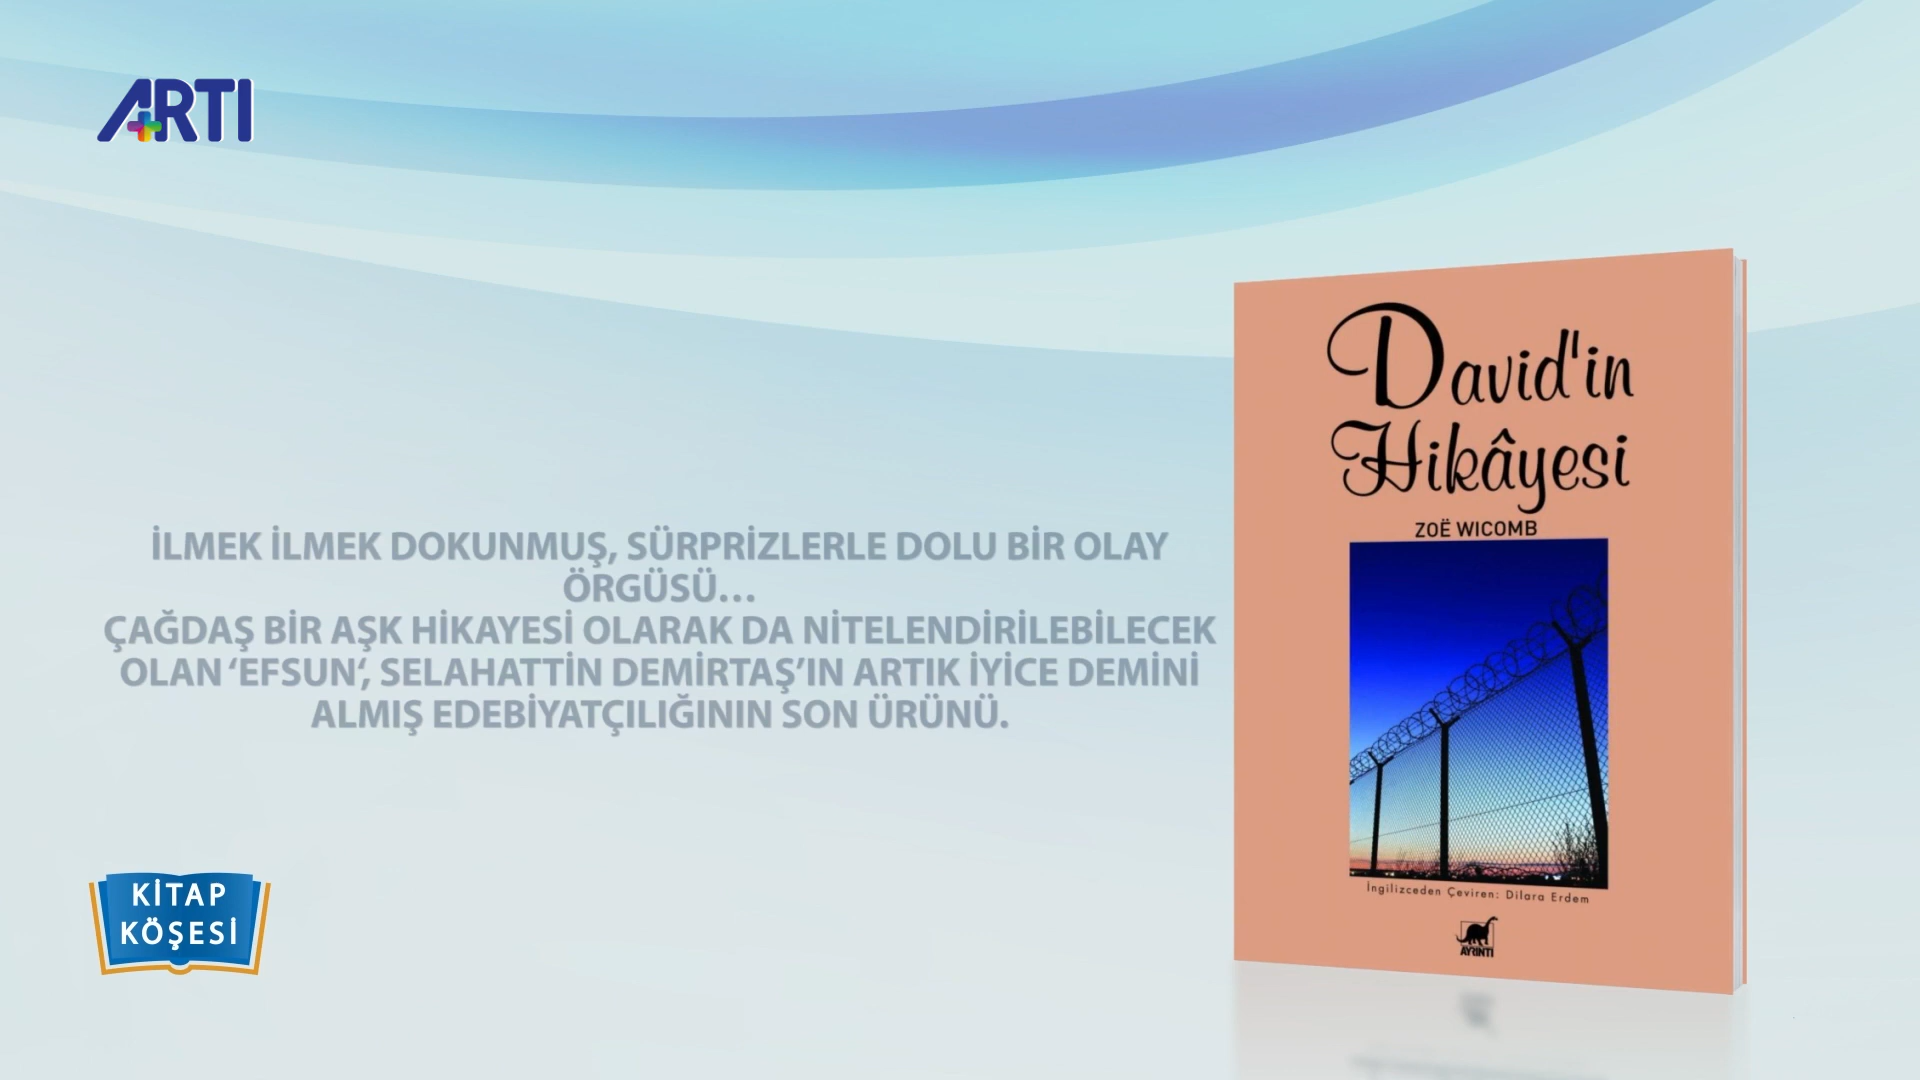 ARTI
David'in
Hikâyesi
ZOË WICOMB
İLMEK İLMEK DOKUNMUŞ, SÜRPRİZLERLE DOLU BİR OLAY
ÖRGÜSÜ…
ÇAĞDAŞ BİR AŞK HİKAYESİ OLARAK DA NİTELENDİRİLEBİLECEK
OLAN ‘EFSUN‘, SELAHATTİN DEMİRTAŞ’IN ARTIK İYİCE DEMİNİ
ALMIŞ EDEBİYATÇILIĞININ SON ÜRÜNÜ.
İngilizceden Çeviren: Dilara Erdem
AYRINTI
KİTAP
KÖŞESİ